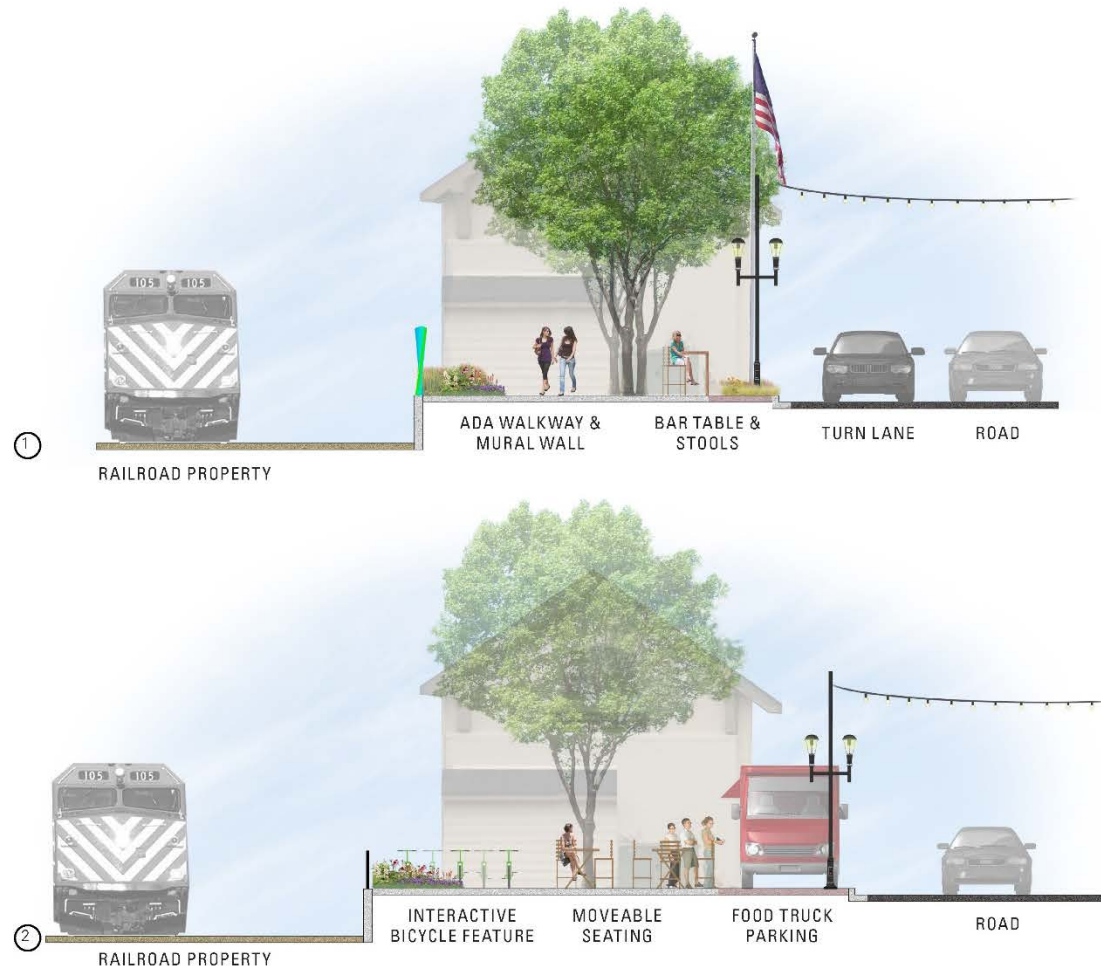 105 105
1
ADA WALKWAY &
MURAL WALL
BAR TABLE &
STOOLS
TURN LANE
ROAD
RAILROAD PROPERTY
105 105
2
INTERACTIVE
BICYCLE FEATURE
MOVEABLE
SEATING
FOOD TRUCK
PARKING
ROAD
RAILROAD PROPERTY